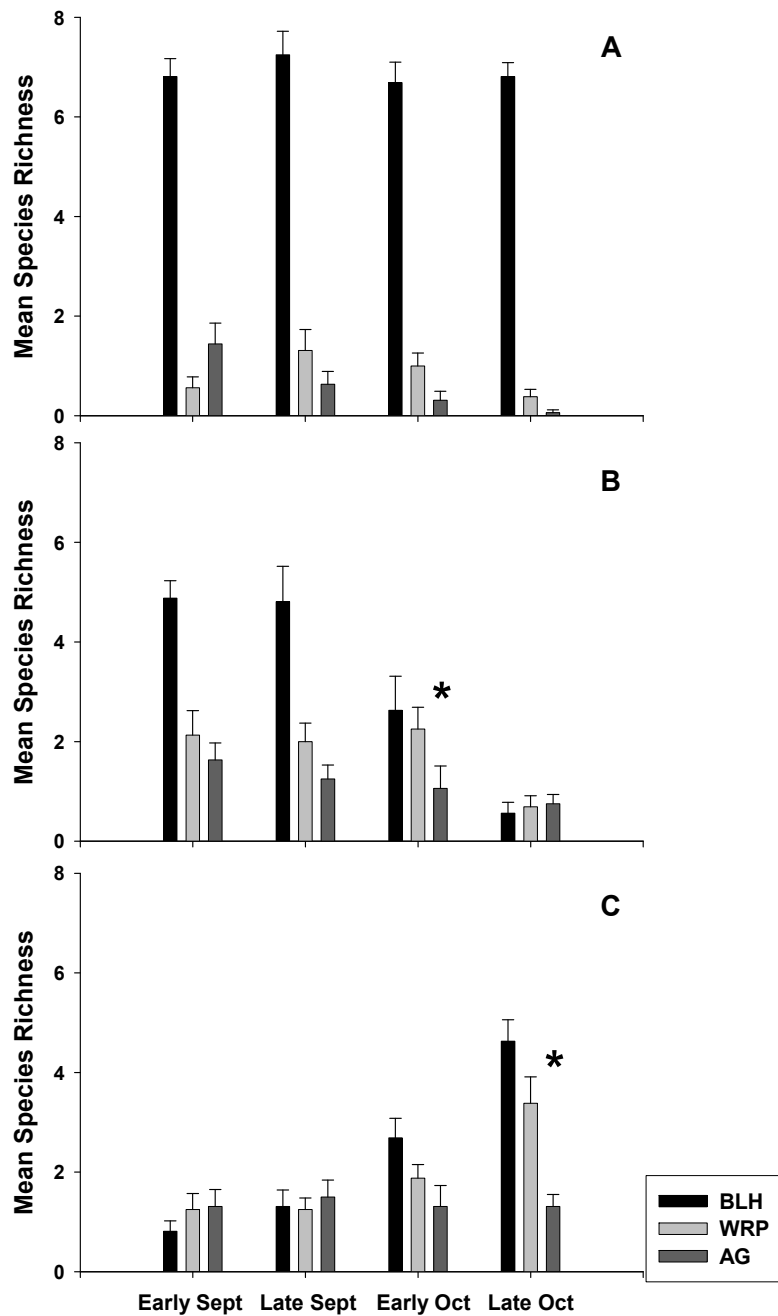 8
6
4
2
0
Mean Species Richness
A
8
6
4
2
0
Mean Species Richness
B
*
8
6
4
2
0
Mean Species Richness
C
*
Early Sept Late Sept Early Oct Late Oct
BLH
WRP
AG